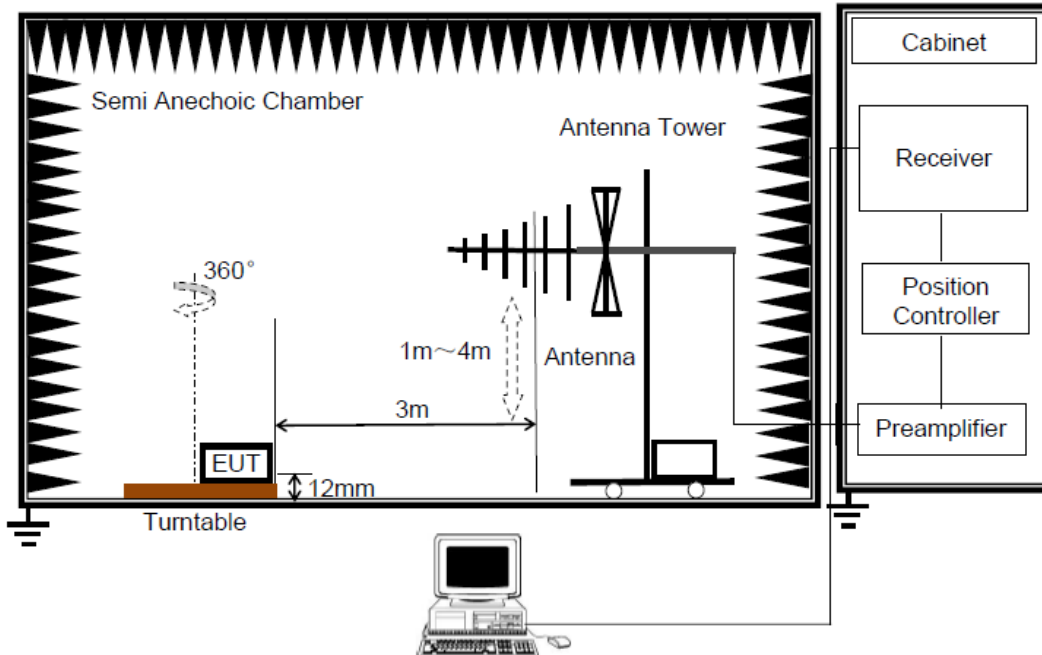 Cabinet
Semi Anechoic Chamber
Antenna Tower
Receiver
360°
Position
Controller
1m～4m
Antenna
3m
Preamplifier
EUT
12mm
Turntable